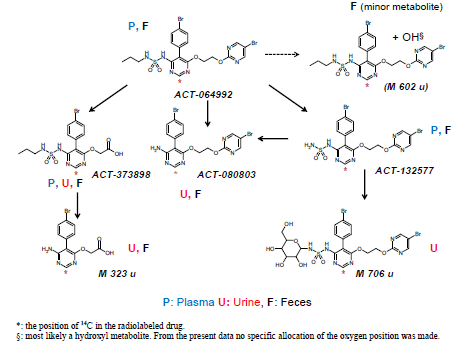 F (minor metabolite)
P, F
+ OH§
(M 602 u)
ACT-064992
P, F
P, U, F
ACT-373898
ACT-080803
U, F
ACT-132577
U, F
M 323 u
U
M 706 u
P: Plasma U: Urine, F: Feces
*: the position of ¹⁴C in the radiolabeled drug.
§: most likely a hydroxyl metabolite. From the present data no specific allocation of the oxygen position was made.